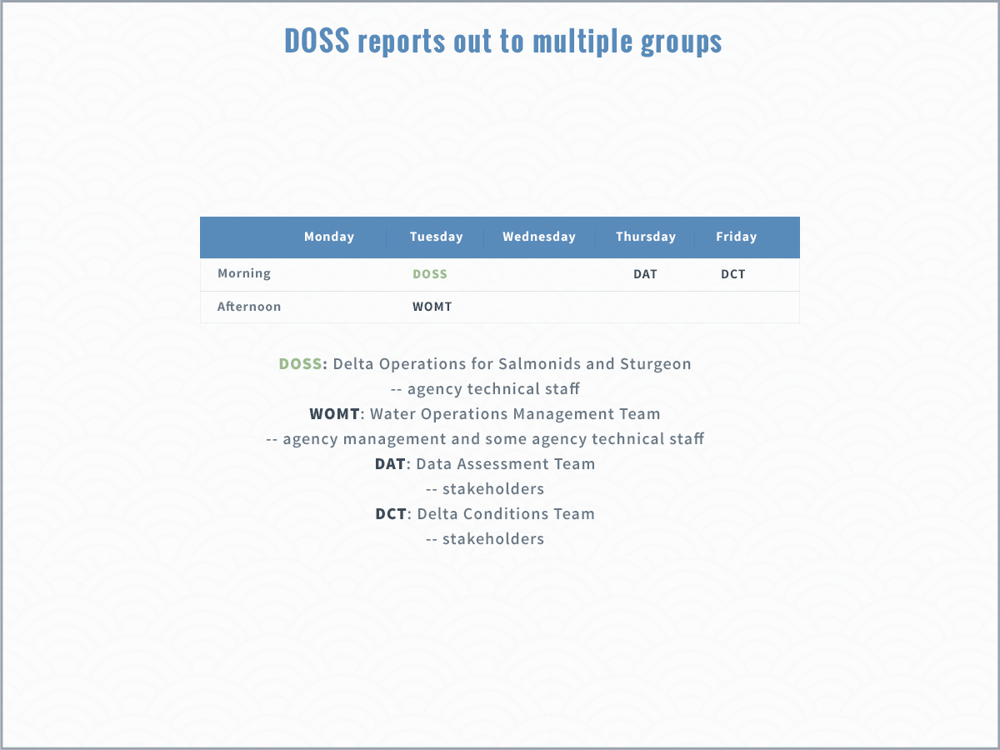 DOSS reports out to multiple groups
Monday Tuesday Wednesday Thursday Friday
Morning DOSS DAT DCT
Afternoon WOMT
DOSS: Delta Operations for Salmonids and Sturgeon
-- agency technical staff
WOMT: Water Operations Management Team
-- agency management and some agency technical staff
DAT: Data Assessment Team
-- stakeholders
DCT: Delta Conditions Team
-- stakeholders